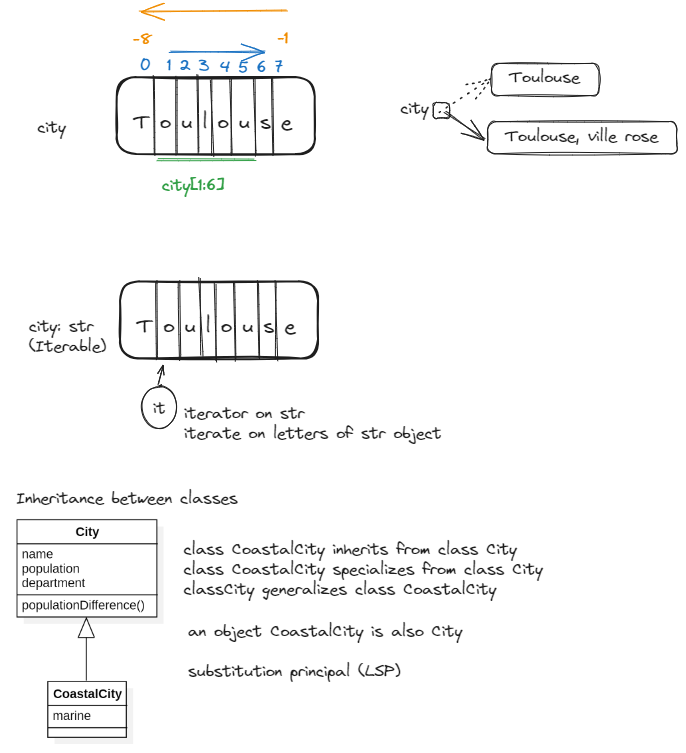 -8 -1
0 1 2 3 4 5 6 7
city T o u l o u s e
city[1:6]
Toulouse
city
Toulouse, ville rose
city: str
(Iterable)
T o u l o u s e
it
iterator on str
iterate on letters of str object
Inheritance between classes
City
name
population
department
populationDifference()
class CoastalCity inherits from class City
class CoastalCity specializes from class City
classCity generalizes class CoastalCity
an object CoastalCity is also City
substitution principal (LSP)
CoastalCity
marine